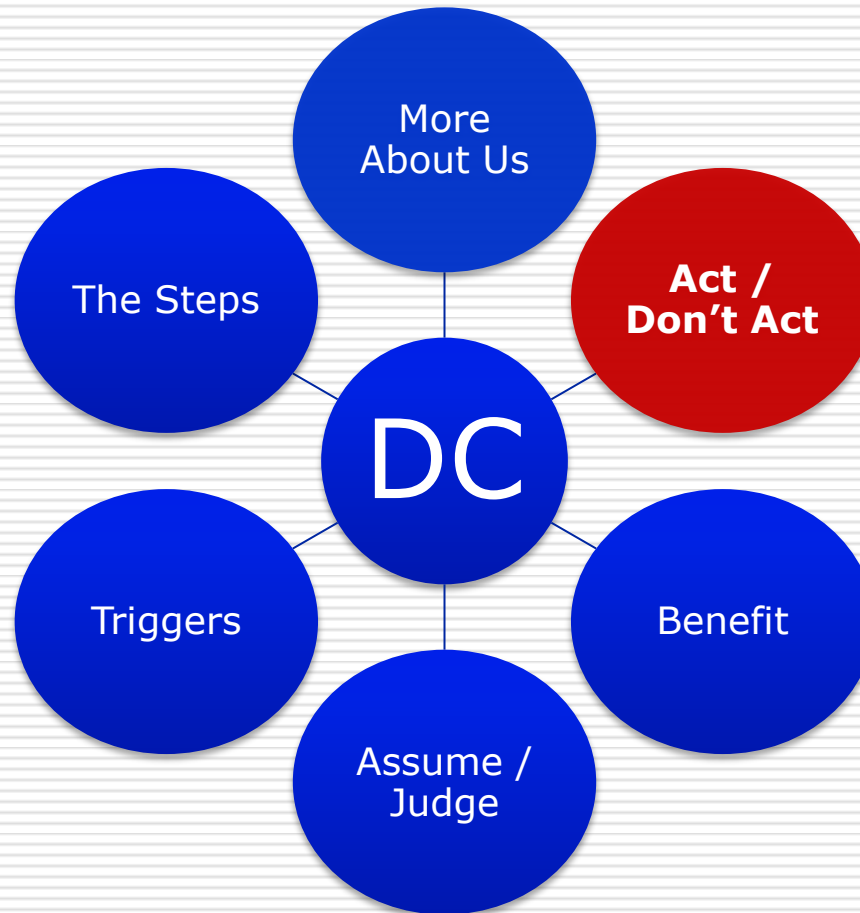 More
About Us
The Steps
Act /
Don’t Act
DC
Triggers
Benefit
Assume /
Judge